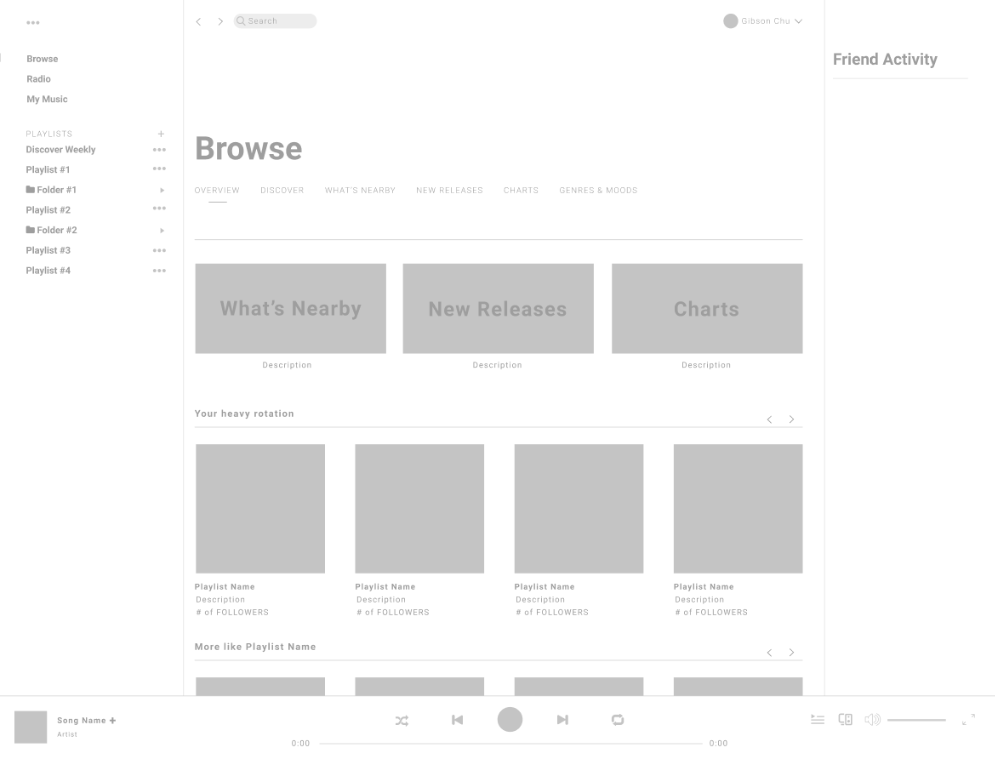 Search
Gibson Chu
Browse
Radio
My Music
PLAYLISTS
Discover Weekly
Playlist #1
Folder #1
Playlist #2
Folder #2
Playlist #3
Playlist #4
Browse
OVERVIEW DISCOVER WHAT'S NEARBY NEW RELEASES CHARTS GENRES & MOODS
What's Nearby New Releases Charts
Description Description Description
Your heavy rotation
Playlist Name Playlist Name Playlist Name Playlist Name
Description Description Description Description
# of FOLLOWERS # of FOLLOWERS # of FOLLOWERS # of FOLLOWERS
More like Playlist Name
Friend Activity
Song Name
Artist
0:00 0:00